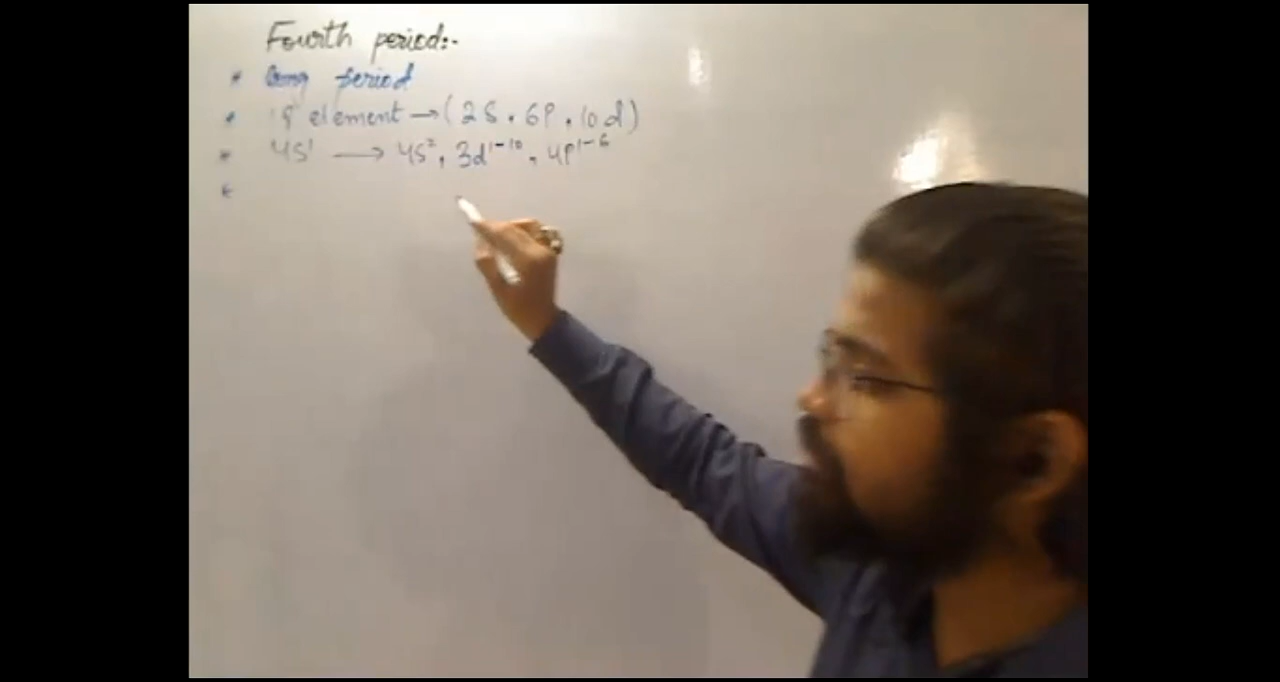 Fourth period:-
* Long period
* 18 element → (2S, 6P, 10d)
* 4S¹ → 4S², 3d¹⁻¹⁰, 4P¹⁻⁶
*